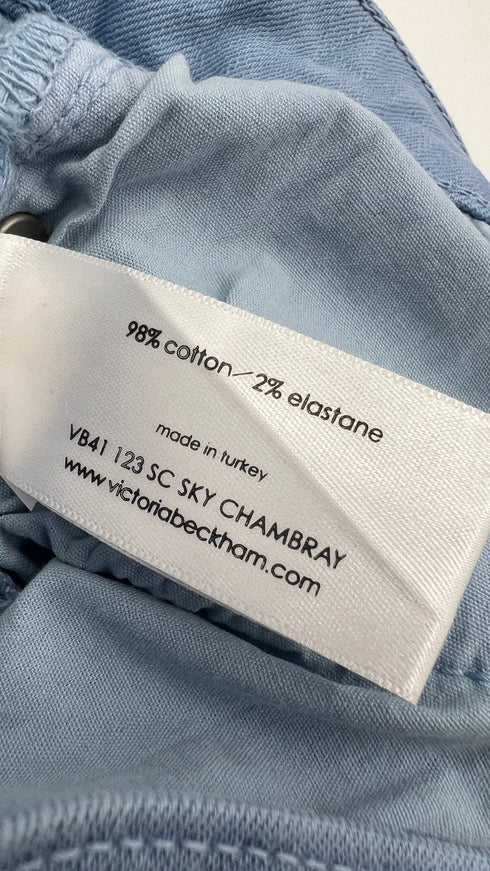 98% cotton/2% elastane
made in turkey
VB41 123 SC SKY CHAMBRAY
www.victoriabeckham.com